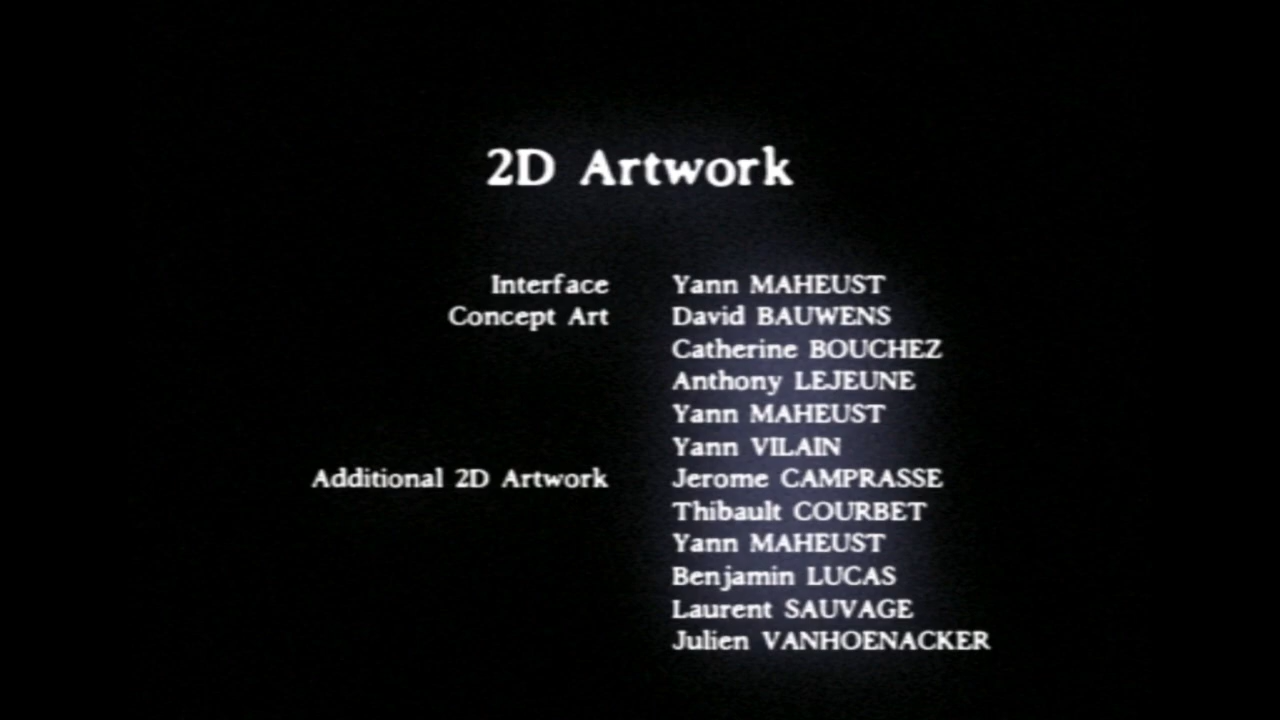 2D Artwork
Interface Yann MAHEUST
Concept Art David BAUWENS
Catherine BOUCHEZ
Anthony LEJEUNE
Yann MAHEUST
Yann VILAIN
Additional 2D Artwork Jerome CAMPRASSE
Thibault COURBET
Yann MAHEUST
Benjamin LUCAS
Laurent SAUVAGE
Julien VANHOENACKER